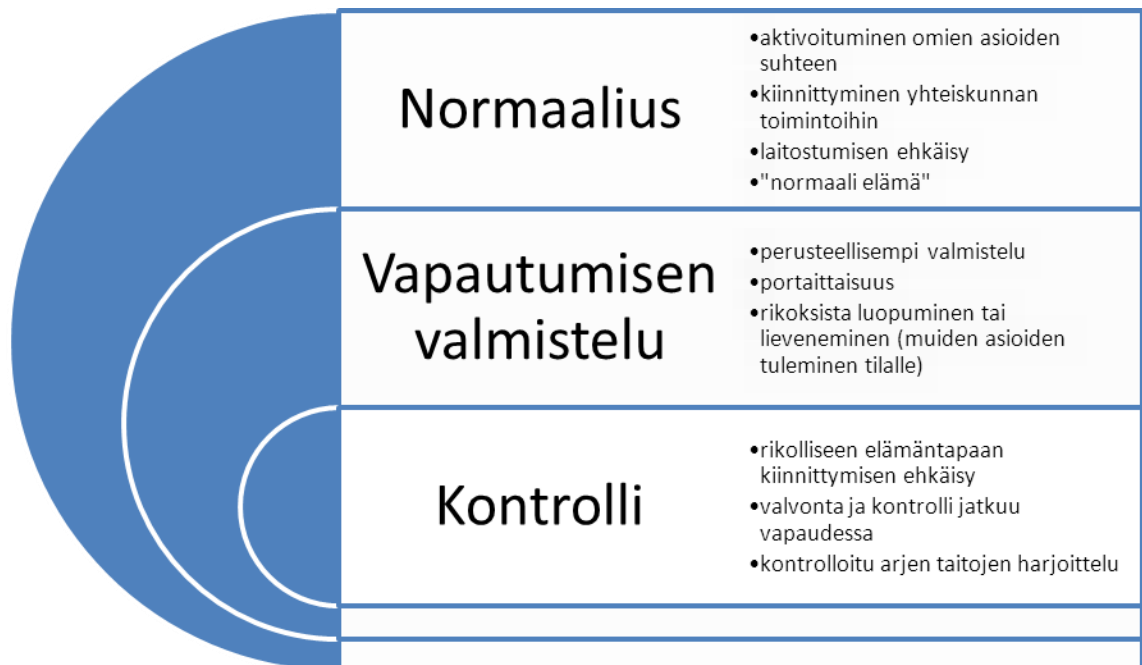 Normaalius
•aktivoituminen omien asioiden
suhteen
•kiinnittyminen yhteiskunnan
toimintoihin
•laitostumisen ehkäisy
•"normaali elämä"
Vapautumisen
valmistelu
•perusteellisempi valmistelu
•portaittaisuus
•rikoksista luopuminen tai
lieveneminen (muiden asioiden
tuleminen tilalle)
Kontrolli
•rikolliseen elämäntapaan
kiinnittymisen ehkäisy
•valvonta ja kontrolli jatkuu
vapaudessa
•kontrolloitu arjen taitojen harjoittelu